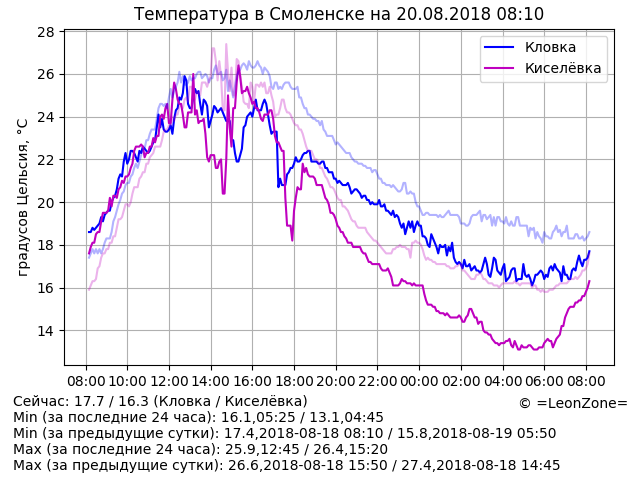 Температура в Смоленске на 20.08.2018 08:10
градусов Цельсия, °C
28
26
24
22
20
18
16
14
Кловка
Киселёвка
08:00 10:00 12:00 14:00 16:00 18:00 20:00 22:00 00:00 02:00 04:00 06:00 08:00
Сейчас: 17.7 / 16.3 (Кловка / Киселёвка)
© =LeonZone=
Min (за последние 24 часа): 16.1,05:25 / 13.1,04:45
Min (за предыдущие сутки): 17.4,2018-08-18 08:10 / 15.8,2018-08-19 05:50
Max (за последние 24 часа): 25.9,12:45 / 26.4,15:20
Max (за предыдущие сутки): 26.6,2018-08-18 15:50 / 27.4,2018-08-18 14:45